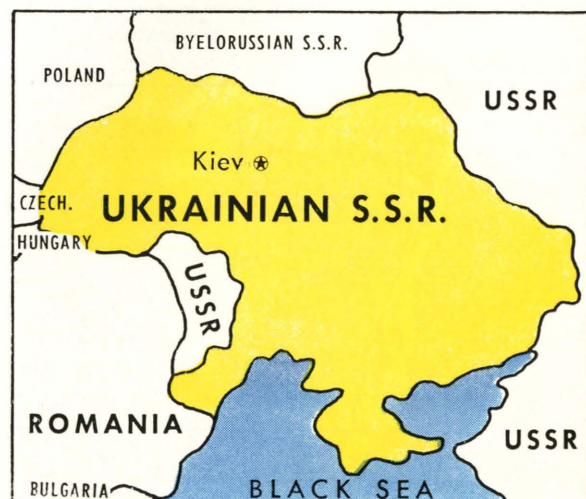 BYELORUSSIAN S.S.R.
POLAND
USSR
Kiev
CZECH.
UKRAINIAN S.S.R.
HUNGARY
USSR
ROMANIA
USSR
BULGARIA
BLACK SEA